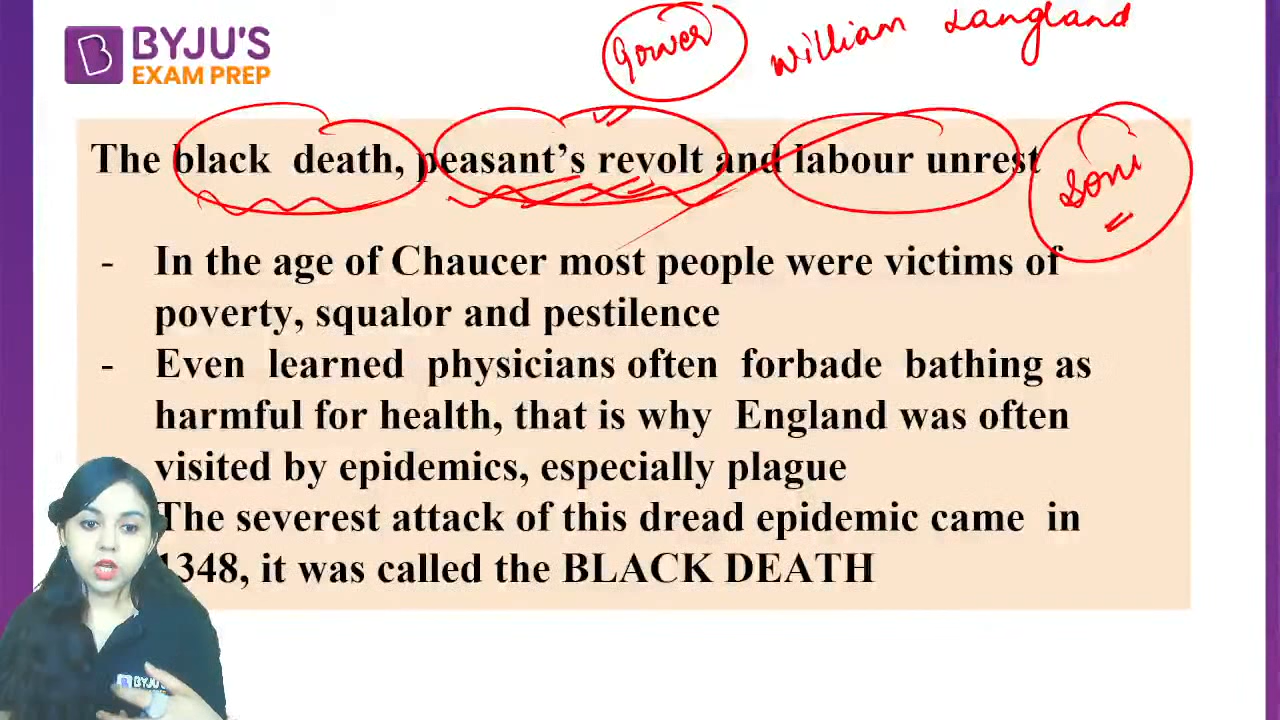 BYJU'S
EXAM PREP
Gower
William Langland
The black death, peasant's revolt and labour unrest
- In the age of Chaucer most people were victims of
poverty, squalor and pestilence
- Even learned physicians often forbade bathing as
harmful for health, that is why England was often
visited by epidemics, especially plague
The severest attack of this dread epidemic came in
1348, it was called the BLACK DEATH
BYJU'S